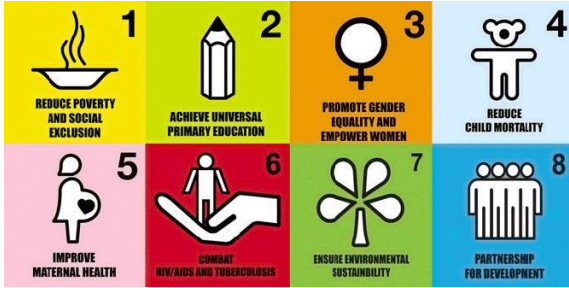 1
REDUCE POVERTY
AND SOCIAL
EXCLUSION
2
ACHIEVE UNIVERSAL
PRIMARY EDUCATION
3
PROMOTE GENDER
EQUALITY AND
EMPOWER WOMEN
4
REDUCE
CHILD MORTALITY
5
IMPROVE
MATERNAL HEALTH
6
COMBAT
HIV/AIDS AND TUBERCULOSIS
7
ENSURE ENVIRONMENTAL
SUSTAINBILITY
8
PARTNERSHIP
FOR DEVELOPMENT